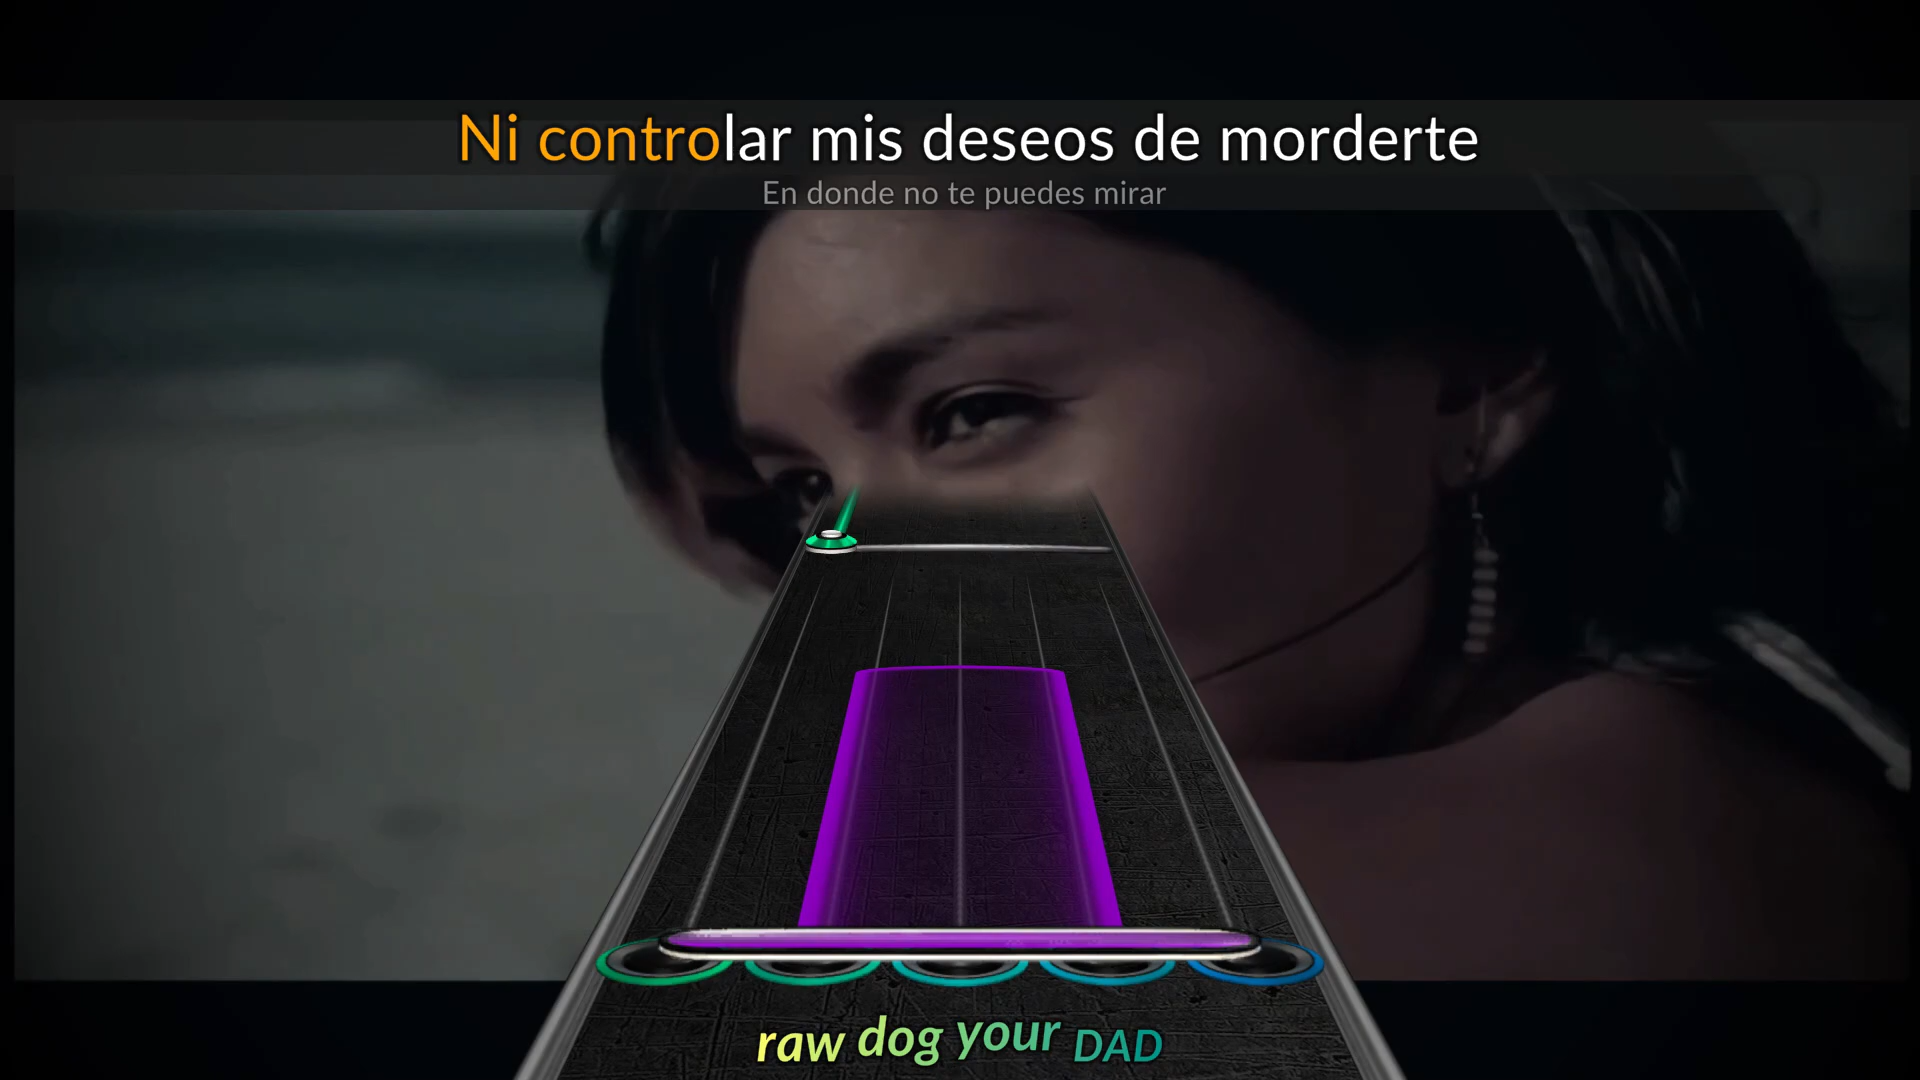 Ni controlar mis deseos de morderte
En donde no te puedes mirar
raw dog your DAD